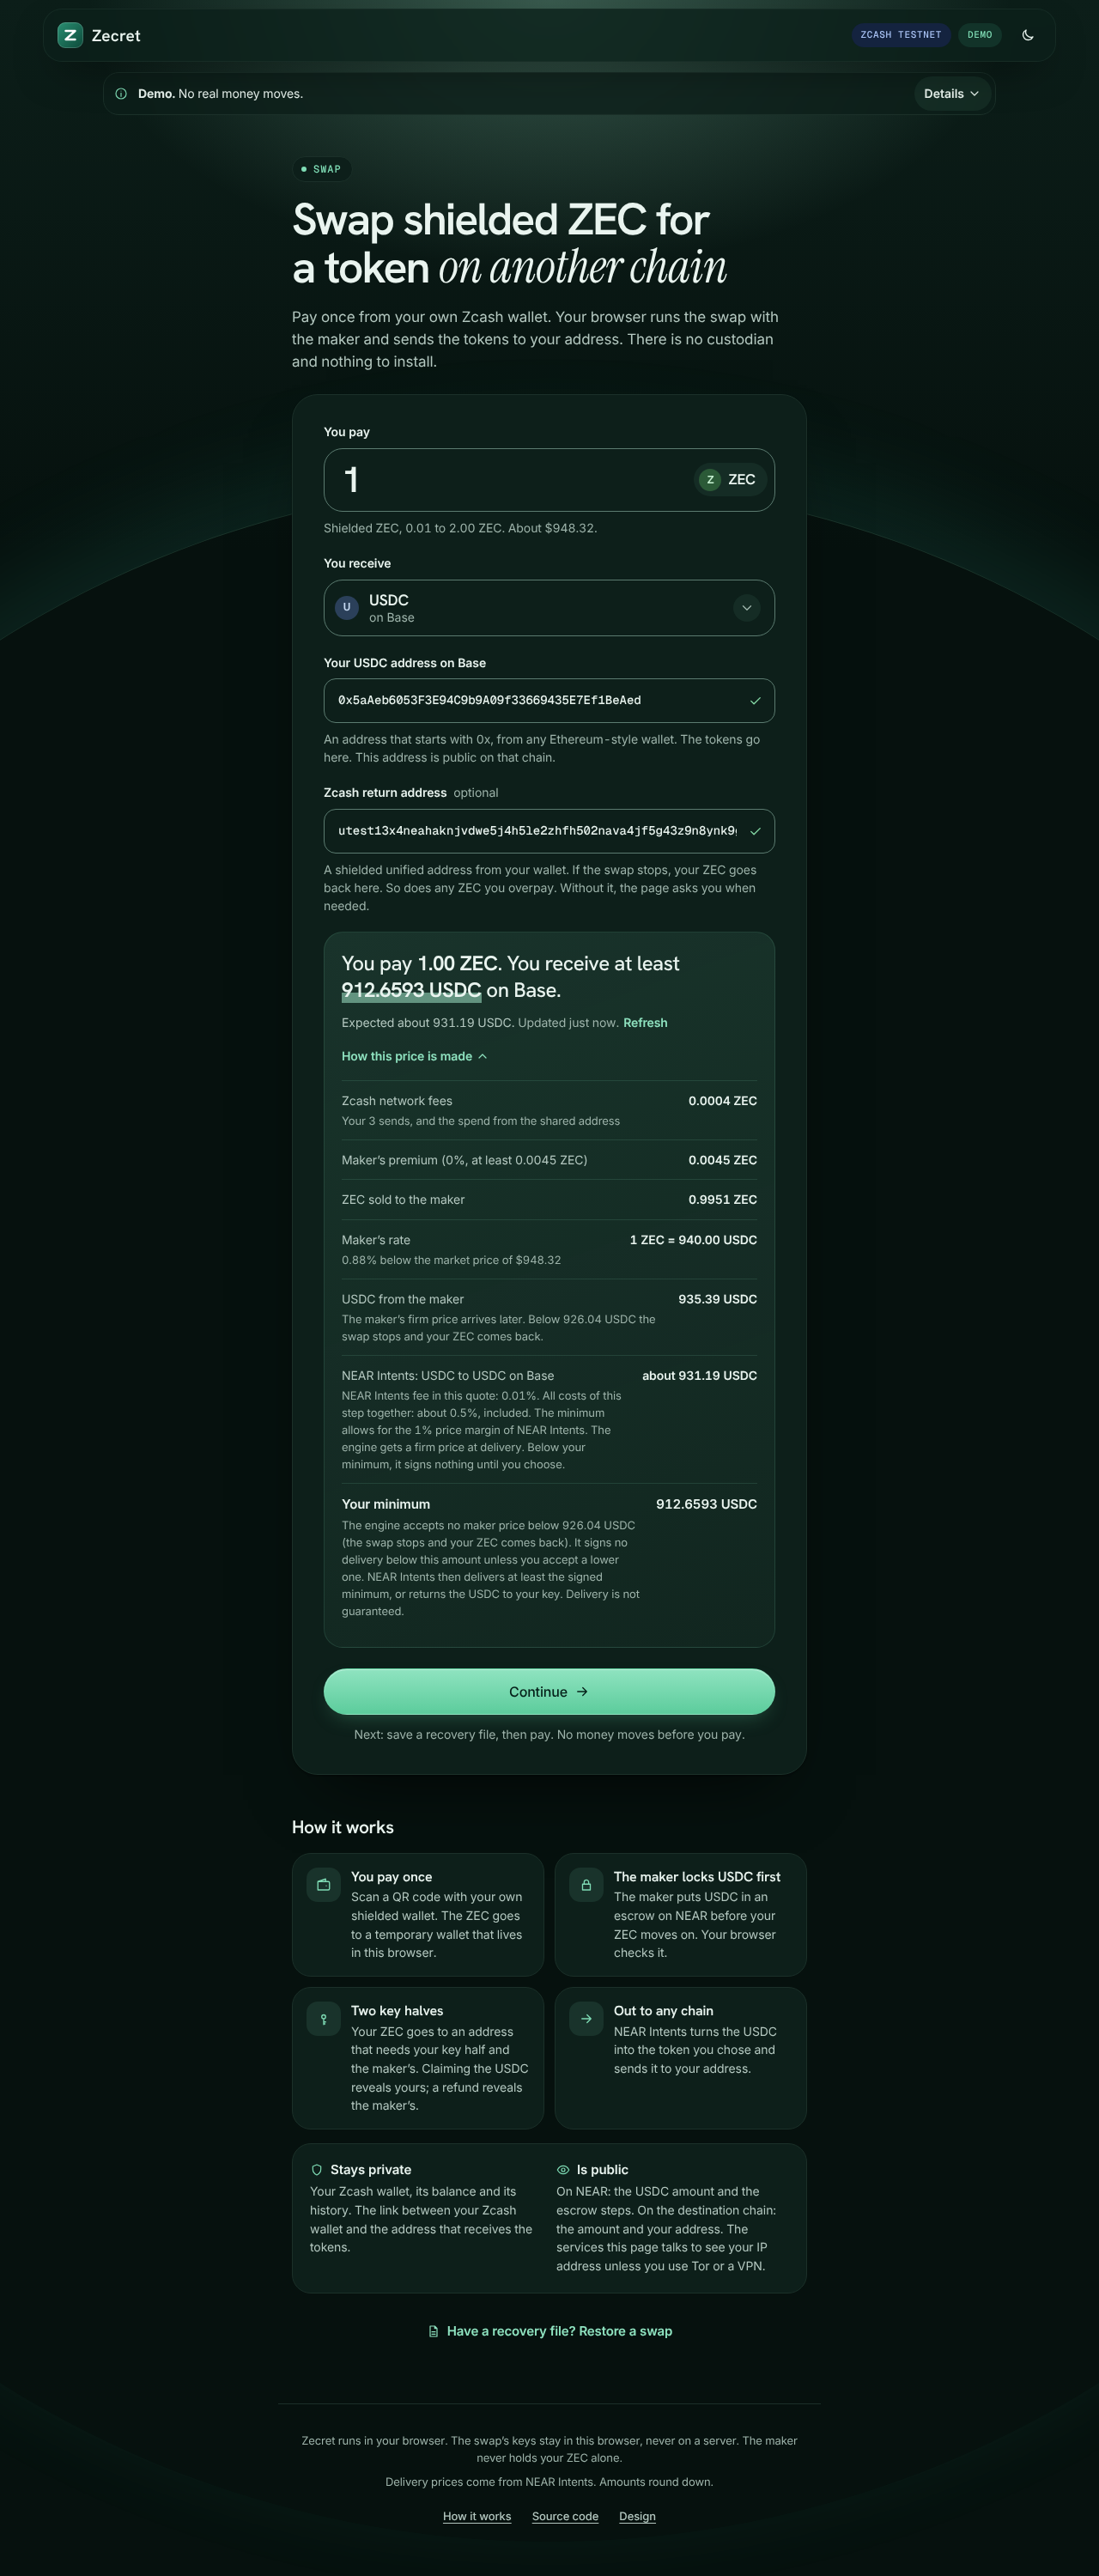 Z Zecret
ZCASH TESTNET
DEMO
Demo. No real money moves.
Details
SWAP
Swap shielded ZEC for
a token on another chain
Pay once from your own Zcash wallet. Your browser runs the swap with
the maker and sends the tokens to your address. There is no custodian
and nothing to install.
You pay
1
Z ZEC
Shielded ZEC, 0.01 to 2.00 ZEC. About $948.32.
You receive
U USDC
on Base
Your USDC address on Base
0x5aAeb6053F3E94C9b9A09f33669435E7Ef1BeAed
An address that starts with 0x, from any Ethereum-style wallet. The tokens go
here. This address is public on that chain.
Zcash return address optional
utest13x4neahaknjvdwe5j4h5le2zhfh502nava4jf5g43z9n8ynk9
A shielded unified address from your wallet. If the swap stops, your ZEC goes
back here. So does any ZEC you overpay. Without it, the page asks you when
needed.
You pay 1.00 ZEC. You receive at least
912.6593 USDC on Base.
Expected about 931.19 USDC. Updated just now. Refresh
How this price is made
Zcash network fees 0.0004 ZEC
Your 3 sends, and the spend from the shared address
Maker’s premium (0%, at least 0.0045 ZEC) 0.0045 ZEC
ZEC sold to the maker 0.9951 ZEC
Maker’s rate 1 ZEC = 940.00 USDC
0.88% below the market price of $948.32
USDC from the maker 935.39 USDC
The maker’s firm price arrives later. Below 926.04 USDC the
swap stops and your ZEC comes back.
NEAR Intents: USDC to USDC on Base about 931.19 USDC
NEAR Intents fee in this quote: 0.01%. All costs of this
step together: about 0.5%, included. The minimum
allows for the 1% price margin of NEAR Intents. The
engine gets a firm price at delivery. Below your
minimum, it signs nothing until you choose.
Your minimum 912.6593 USDC
The engine accepts no maker price below 926.04 USDC
(the swap stops and your ZEC comes back). It signs no
delivery below this amount unless you accept a lower
one. NEAR Intents then delivers at least the signed
minimum, or returns the USDC to your key. Delivery is not
guaranteed.
Continue
Next: save a recovery file, then pay. No money moves before you pay.
How it works
You pay once
Scan a QR code with your own
shielded wallet. The ZEC goes
to a temporary wallet that lives
in this browser.
The maker locks USDC first
The maker puts USDC in an
escrow on NEAR before your
ZEC moves on. Your browser
checks it.
Two key halves
Your ZEC goes to an address
that needs your key half and
the maker’s. Claiming the USDC
reveals yours; a refund reveals
the maker’s.
Out to any chain
NEAR Intents turns the USDC
into the token you chose and
sends it to your address.
Stays private
Your Zcash wallet, its balance and its
history. The link between your Zcash
wallet and the address that receives the
tokens.
Is public
On NEAR: the USDC amount and the
escrow steps. On the destination chain:
the amount and your address. The
services this page talks to see your IP
address unless you use Tor or a VPN.
Have a recovery file? Restore a swap
Zecret runs in your browser. The swap’s keys stay in this browser, never on a server. The maker
never holds your ZEC alone.
Delivery prices come from NEAR Intents. Amounts round down.
How it works Source code Design